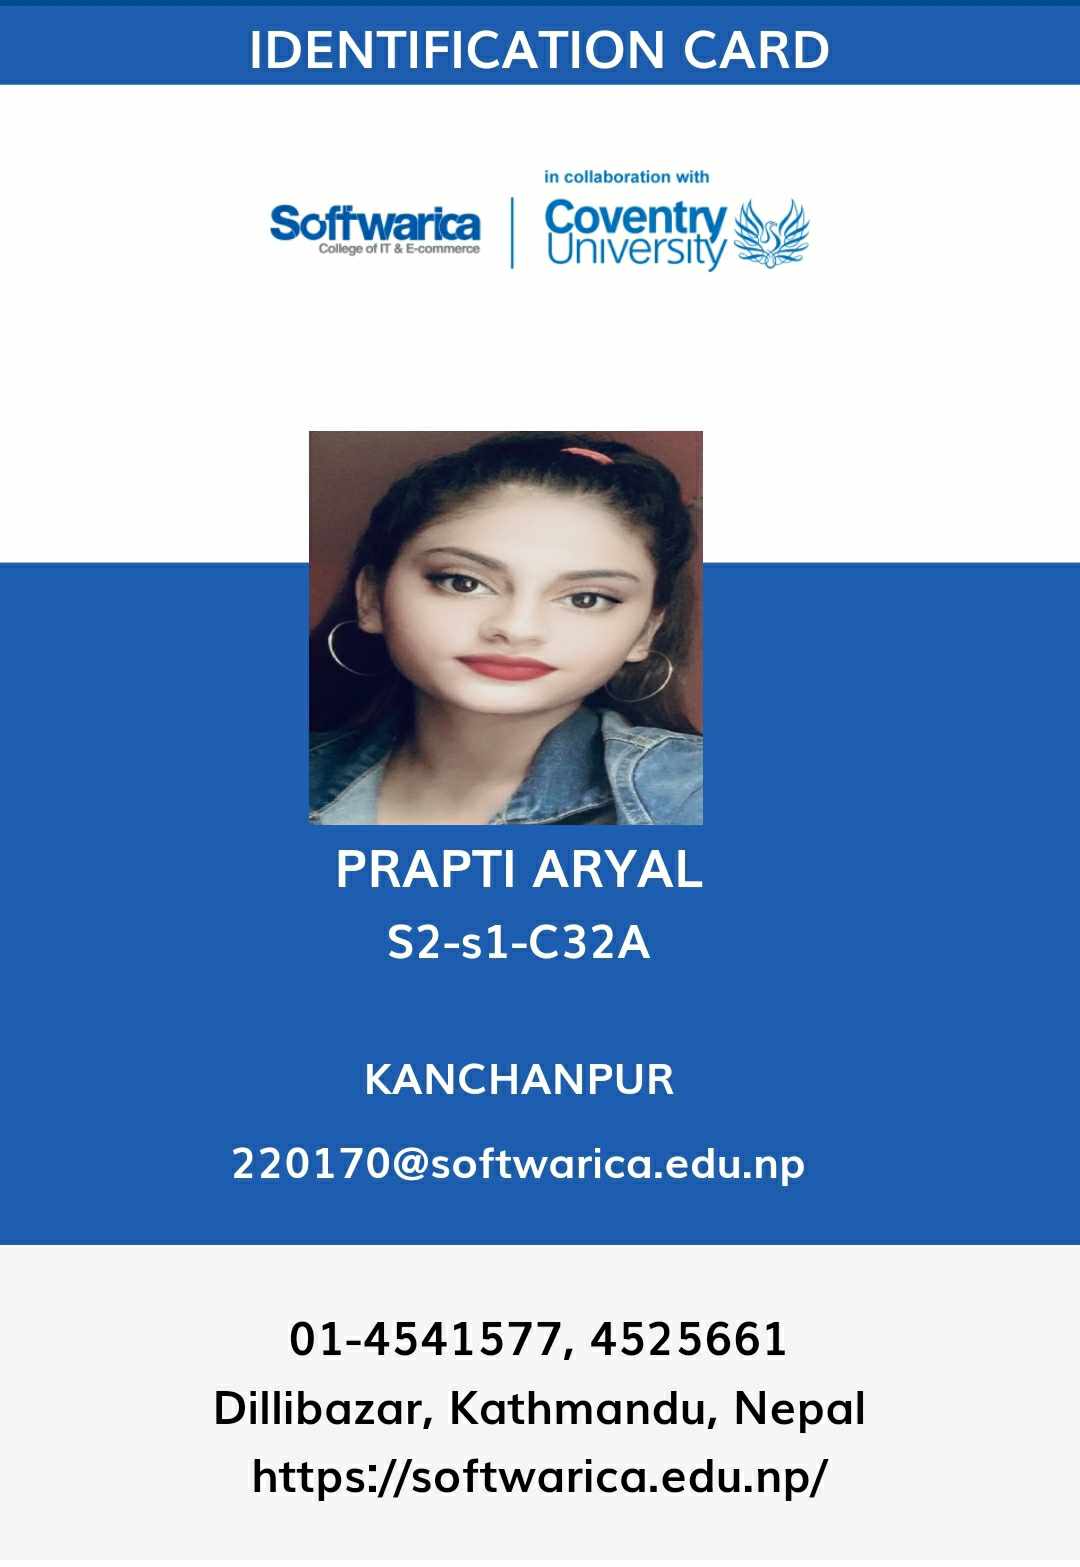 IDENTIFICATION CARD
in collaboration with
Softwarica
College of IT & E-commerce
Coventry
University
PRAPTI ARYAL
S2-s1-C32A
KANCHANPUR
220170@softwarica.edu.np
01-4541577, 4525661
Dillibazar, Kathmandu, Nepal
https://softwarica.edu.np/